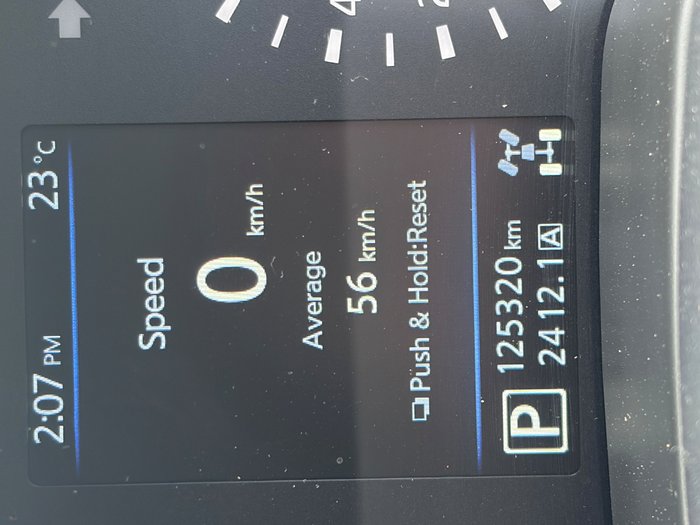 2:07 PM 23°C
Speed
0 km/h
Average
56 km/h
Push & Hold:Reset
P 125320 km
2412.1 A